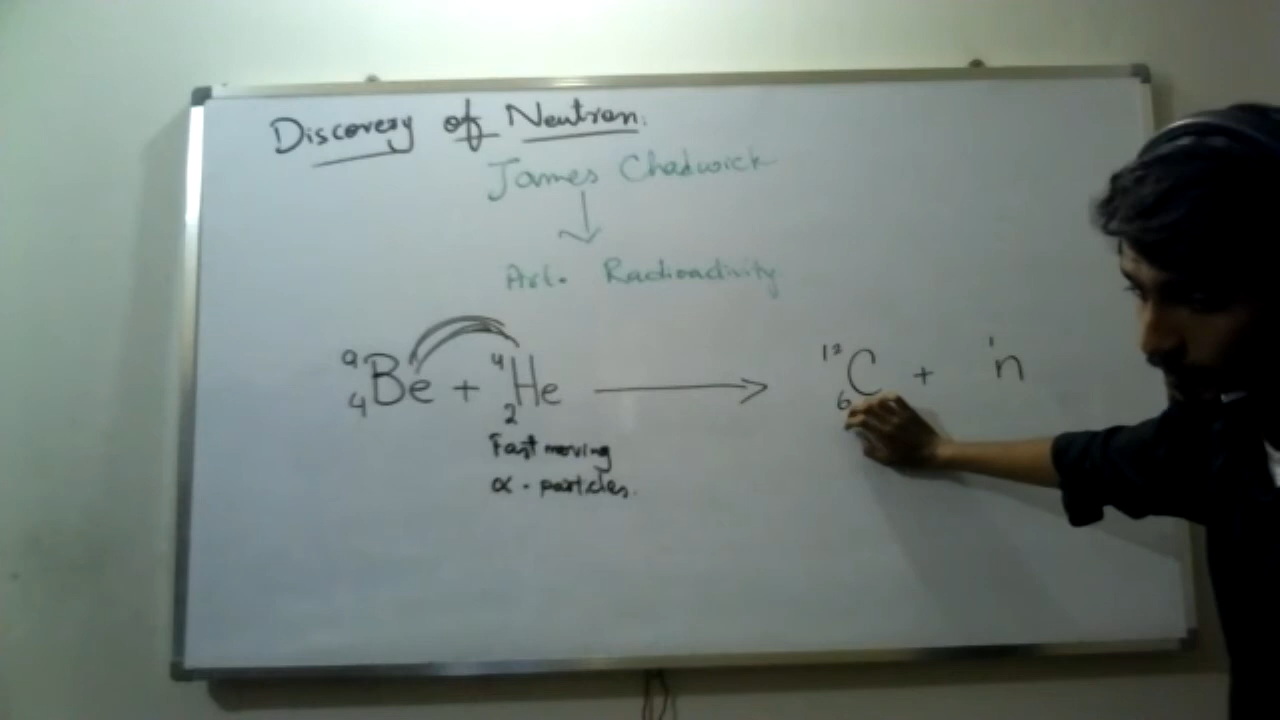 Discovery of Neutron.
James Chadwick
Art. Radioactivity
⁹₄Be + ⁴₂He → ¹²₆C + ¹n
Fast moving
α - particles.